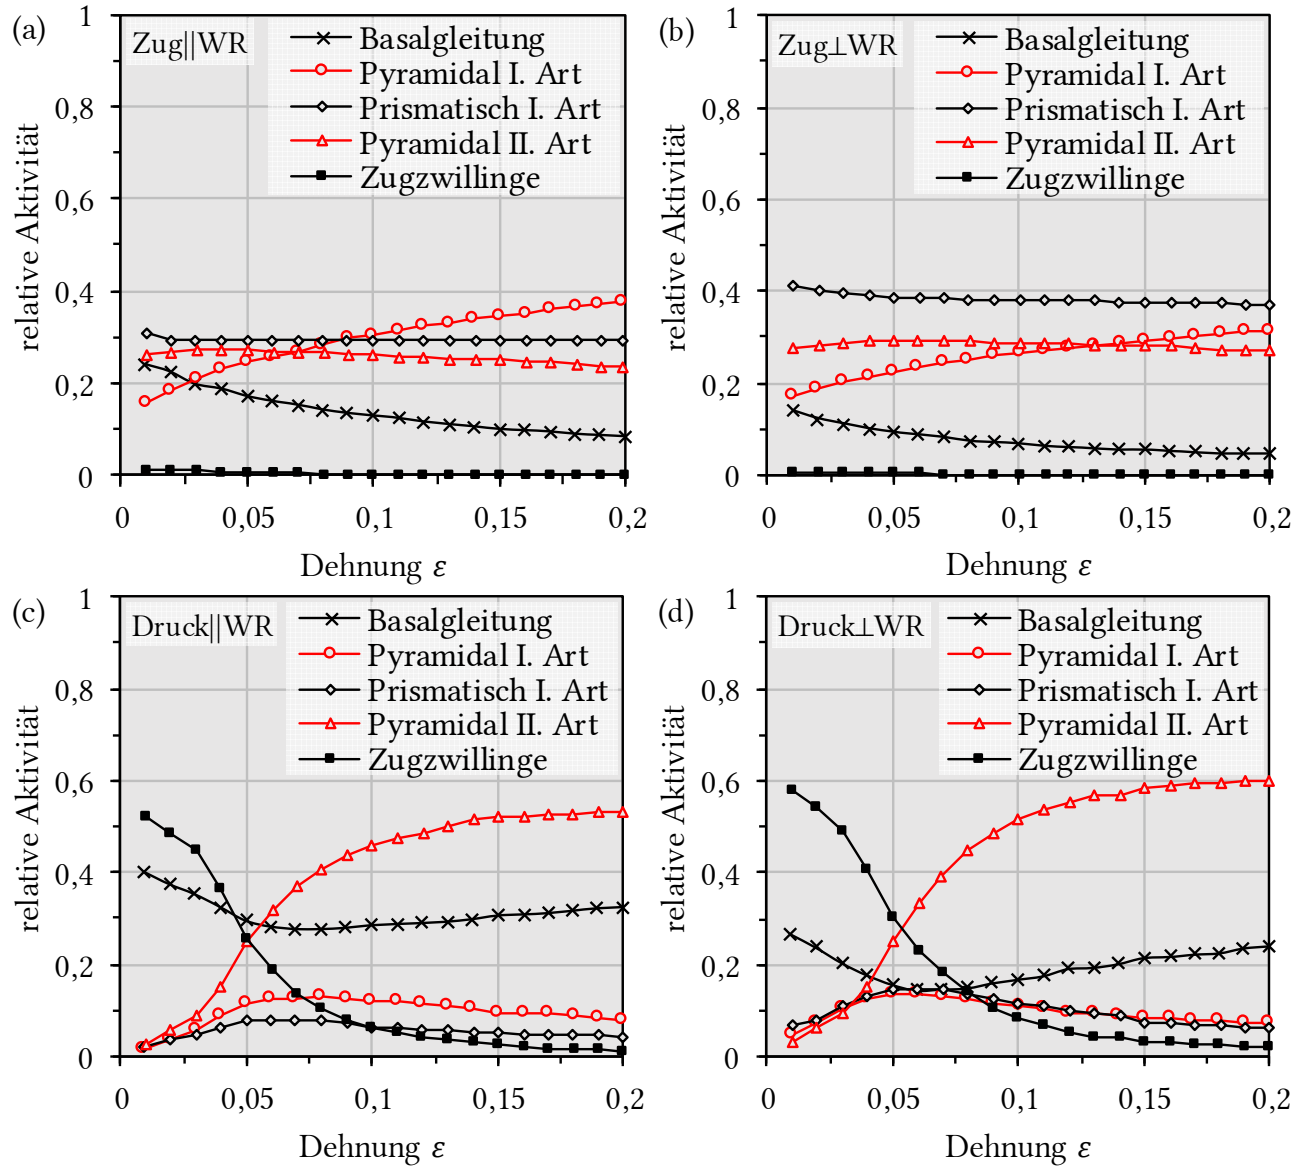 (a)
Zug||WR
Basalgleitung
Pyramidal I. Art
Prismatisch I. Art
Pyramidal II. Art
Zugzwillinge
relative Aktivität
1
0,8
0,6
0,4
0,2
0
0
0,05
0,1
0,15
0,2
Dehnung ε
(b)
Zug⊥WR
Basalgleitung
Pyramidal I. Art
Prismatisch I. Art
Pyramidal II. Art
Zugzwillinge
relative Aktivität
1
0,8
0,6
0,4
0,2
0
0
0,05
0,1
0,15
0,2
Dehnung ε
(c)
Druck||WR
Basalgleitung
Pyramidal I. Art
Prismatisch I. Art
Pyramidal II. Art
Zugzwillinge
relative Aktivität
1
0,8
0,6
0,4
0,2
0
0
0,05
0,1
0,15
0,2
Dehnung ε
(d)
Druck⊥WR
Basalgleitung
Pyramidal I. Art
Prismatisch I. Art
Pyramidal II. Art
Zugzwillinge
relative Aktivität
1
0,8
0,6
0,4
0,2
0
0
0,05
0,1
0,15
0,2
Dehnung ε